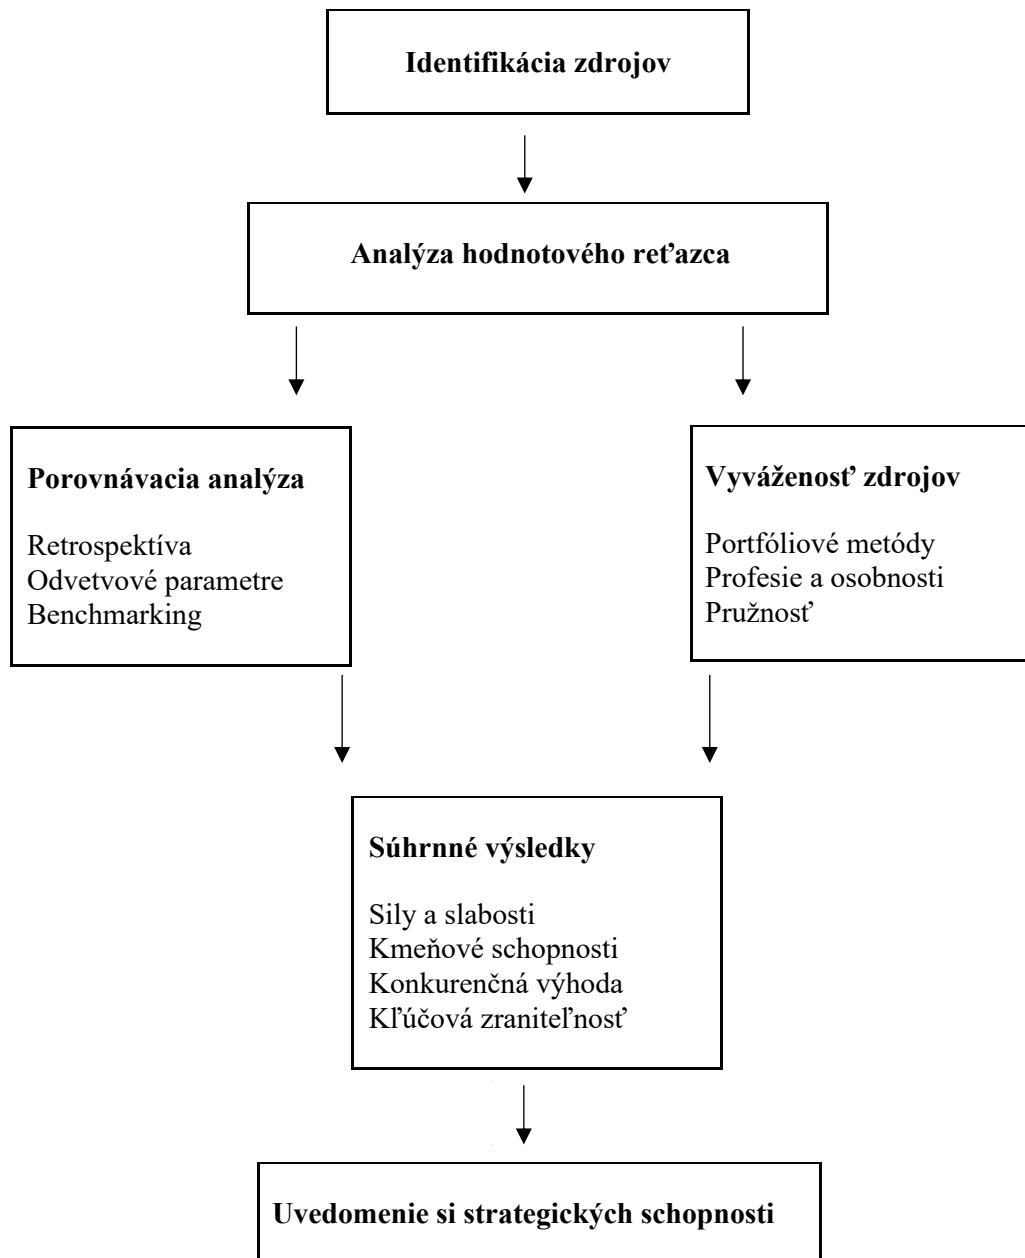 Identifikácia zdrojov
Analýza hodnotového reťazca
Porovnávacia analýza
Retrospektíva
Odvetvové parametre
Benchmarking
Vyváženosť zdrojov
Portfóliové metódy
Profesie a osobnosti
Pružnosť
Súhrnné výsledky
Sily a slabosti
Kmeňové schopnosti
Konkurenčná výhoda
Kľúčová zraniteľnosť
Uvedomenie si strategických schopnosti